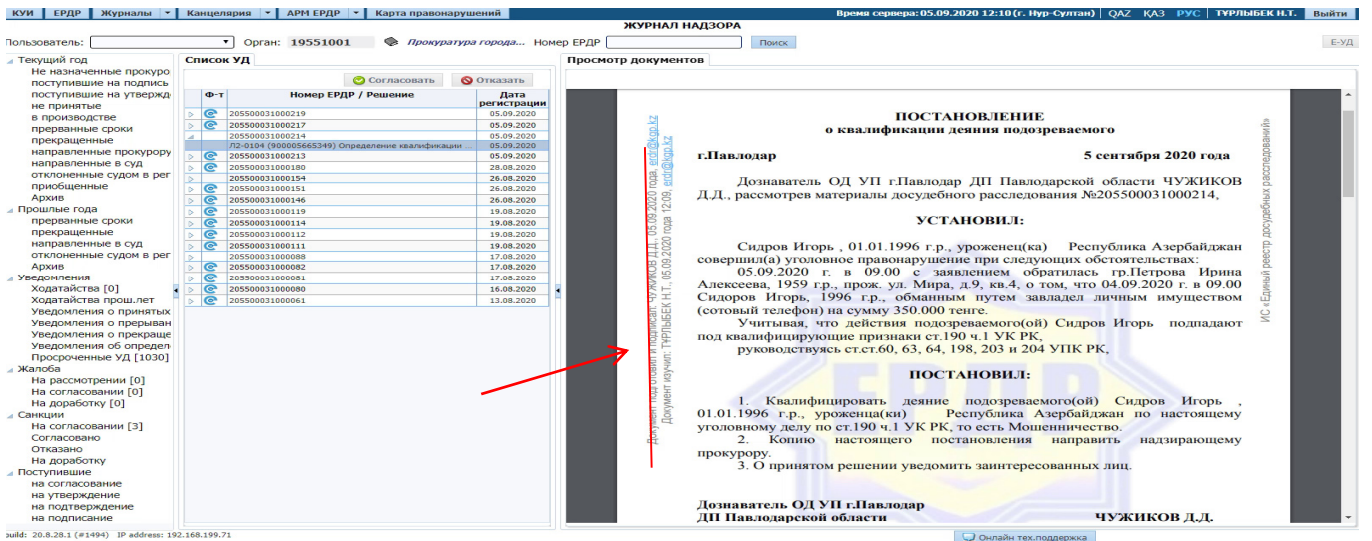 КУИ ЕРДР Журналы Канцелярия АРМ ЕРДР Карта правонарушений Время сервера: 05.09.2020 12:10 (г. Нур-Султан) QAZ ҚАЗ РУС ТҰРЛЫБЕК Н.Т. Выйти
ЖУРНАЛ НАДЗОРА
Пользователь: Орган: 19551001 Прокуратура города... Номер ЕРДР Поиск Е-УД
Текущий год
Не назначенные прокуро
поступившие на подпись
поступившие на утвержд
не принятые
в производстве
прерванные сроки
прекращенные
направленные прокурору
направленные в суд
отклоненные судом в рег
приобщенные
Архив
Прошлые года
прерванные сроки
прекращенные
направленные в суд
отклоненные судом в рег
Архив
Уведомления
Ходатайства [0]
Ходатайства прош.лет
Уведомления о принятых
Уведомления о прерыван
Уведомления о прекраще
Уведомления об определ
Просроченные УД [1030]
Жалоба
На рассмотрении [0]
На согласовании [0]
На доработку [0]
Санкции
На согласовании [3]
Согласовано
Отказано
На доработку
Поступившие
на согласование
на утверждение
на подтверждение
на подписание
Список УД
Согласовать Отказать
Ф-т Номер ЕРДР / Решение Дата
регистрации
205500031000219 05.09.2020
205500031000217 05.09.2020
205500031000214 05.09.2020
Л2-0104 (900005665349) Определение квалификации ... 05.09.2020
205500031000213 05.09.2020
205500031000180 28.08.2020
205500031000154 26.08.2020
205500031000151 26.08.2020
205500031000146 26.08.2020
205500031000119 19.08.2020
205500031000114 19.08.2020
205500031000112 19.08.2020
205500031000111 19.08.2020
205500031000088 17.08.2020
205500031000082 17.08.2020
205500031000081 17.08.2020
205500031000080 16.08.2020
205500031000061 13.08.2020
Просмотр документов
Документ подготовил и подписал: ЧУЖИКОВ Д.Д., 05.09.2020 года, erdr@kgp.kz
Документ изучил: ТҰРЛЫБЕК Н.Т., 05.09.2020 года 12:09, erdr@kgp.kz
ПОСТАНОВЛЕНИЕ
о квалификации деяния подозреваемого
г.Павлодар 5 сентября 2020 года
Дознаватель ОД УП г.Павлодар ДП Павлодарской области ЧУЖИКОВ
Д.Д., рассмотрев материалы досудебного расследования №205500031000214,
УСТАНОВИЛ:
Сидров Игорь , 01.01.1996 г.р., уроженец(ка) Республика Азербайджан
совершил(а) уголовное правонарушение при следующих обстоятельствах:
05.09.2020 г. в 09.00 с заявлением обратилась гр.Петрова Ирина
Алексеева, 1959 г.р., прож. ул. Мира, д.9, кв.4, о том, что 04.09.2020 г. в 09.00
Сидоров Игорь, 1996 г.р., обманным путем завладел личным имуществом
(сотовый телефон) на сумму 350.000 тенге.
Учитывая, что действия подозреваемого(ой) Сидров Игорь подпадают
под квалифицирующие признаки ст.190 ч.1 УК РК,
руководствуясь ст.ст.60, 63, 64, 198, 203 и 204 УПК РК,
ПОСТАНОВИЛ:
1. Квалифицировать деяние подозреваемого(ой) Сидров Игорь ,
01.01.1996 г.р., уроженца(ки) Республика Азербайджан по настоящему
уголовному делу по ст.190 ч.1 УК РК, то есть Мошенничество.
2. Копию настоящего постановления направить надзирающему
прокурору.
3. О принятом решении уведомить заинтересованных лиц.
Дознаватель ОД УП г.Павлодар
ДП Павлодарской области ЧУЖИКОВ Д.Д.
ИС «Единый реестр досудебных расследований»
ЕРДР
build: 20.8.28.1 (#1494) IP address: 192.168.199.71 Онлайн тех.поддержка